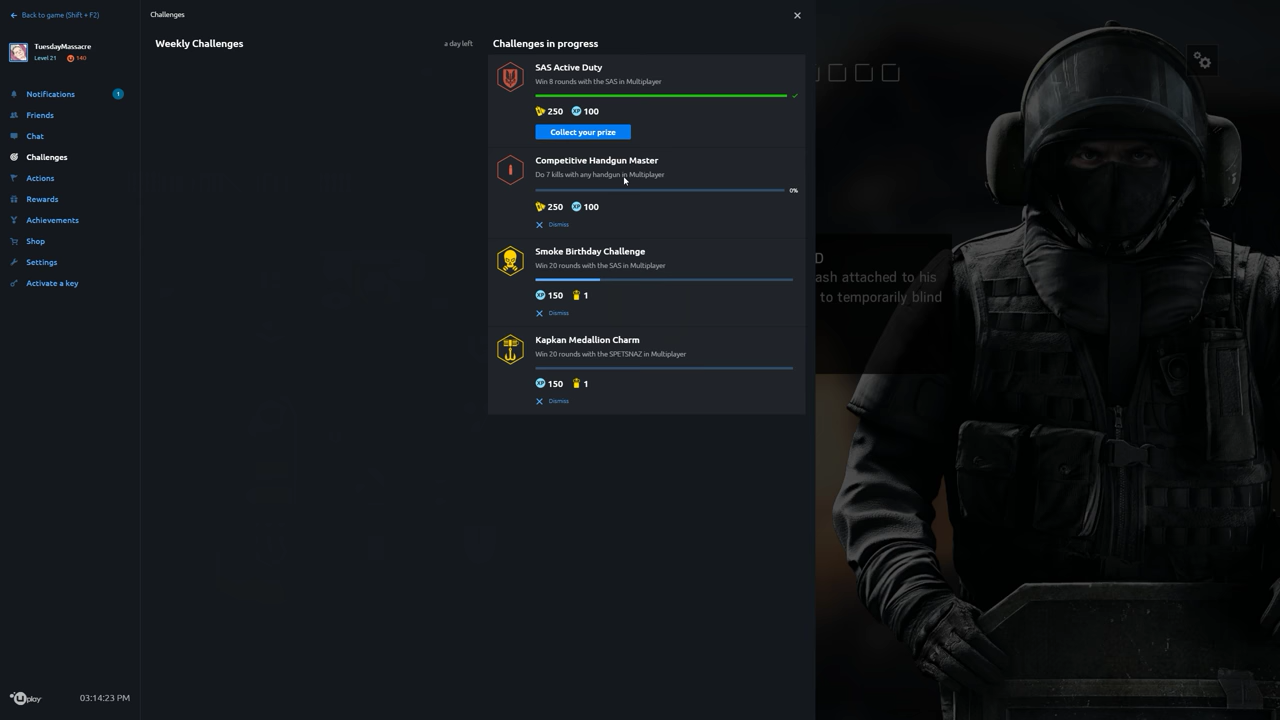 Back to game (Shift + F2)
TuesdayMassacre
Level 21
140
Notifications
1
Friends
Chat
Challenges
Actions
Rewards
Achievements
Shop
Settings
Activate a key
uplay
03:14:23 PM
Challenges
Weekly Challenges
a day left
Challenges in progress
SAS Active Duty
Win 8 rounds with the SAS in Multiplayer
250 XP 100
Collect your prize
Competitive Handgun Master
Do 7 kills with any handgun in Multiplayer
0%
250 XP 100
Dismiss
Smoke Birthday Challenge
Win 20 rounds with the SAS in Multiplayer
XP 150 1
Dismiss
Kapkan Medallion Charm
Win 20 rounds with the SPETSNAZ in Multiplayer
XP 150 1
Dismiss
D
ash attached to his
to temporarily blind